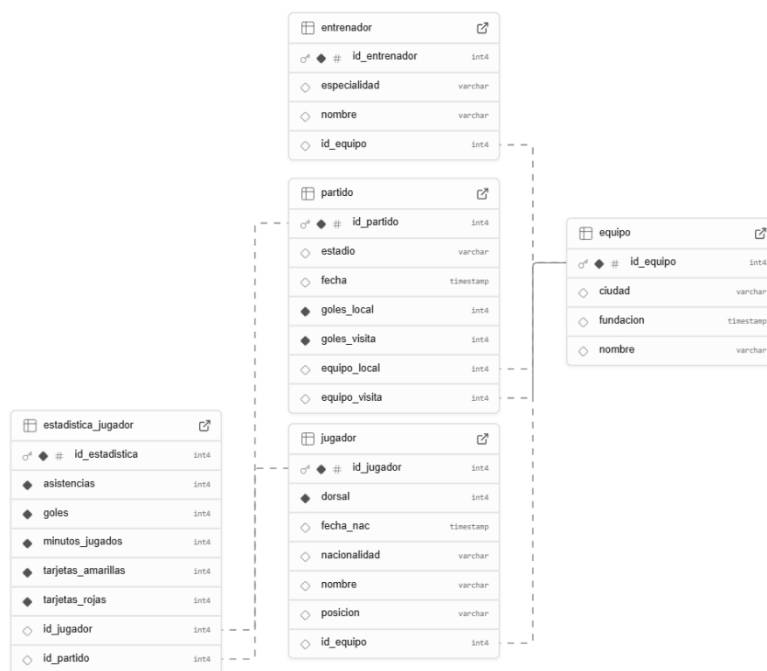 entrenador
# id_entrenador int4
especialidad varchar
nombre varchar
id_equipo int4
partido
# id_partido int4
estadio varchar
fecha timestamp
goles_local int4
goles_visita int4
equipo_local int4
equipo_visita int4
equipo
# id_equipo int4
ciudad varchar
fundacion timestamp
nombre varchar
estadistica_jugador
# id_estadistica int4
asistencias int4
goles int4
minutos_jugados int4
tarjetas_amarillas int4
tarjetas_rojas int4
id_jugador int4
id_partido int4
jugador
# id_jugador int4
dorsal int4
fecha_nac timestamp
nacionalidad varchar
nombre varchar
posicion varchar
id_equipo int4